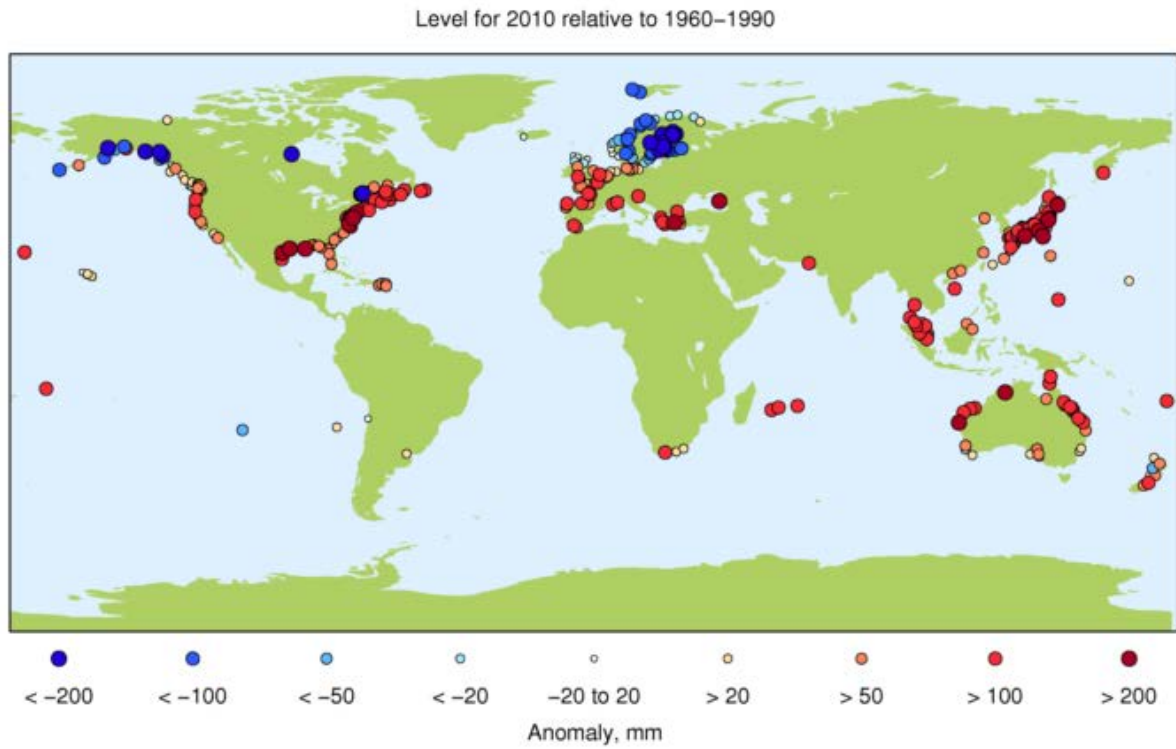 Level for 2010 relative to 1960−1990
< −200 < −100 < −50 < −20 −20 to 20 > 20 > 50 > 100 > 200
Anomaly, mm